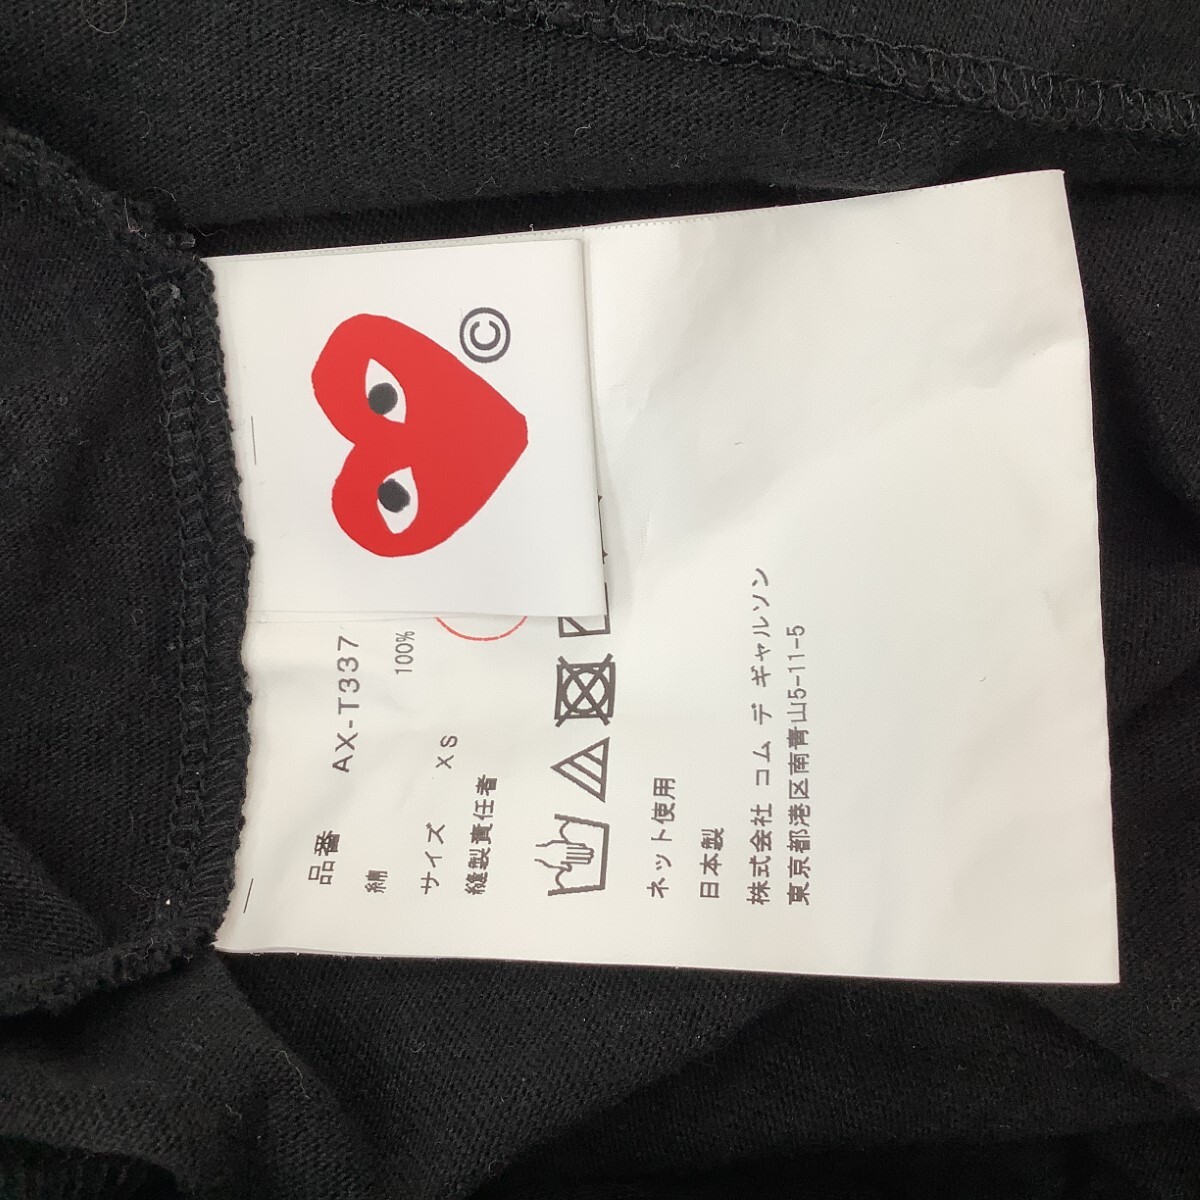 ©
品番 AX-T337
綿 100%
サイズ XS
縫製責任者
ネット使用
日本製
株式会社 コム デ ギャルソン
東京都港区南青山5-11-5